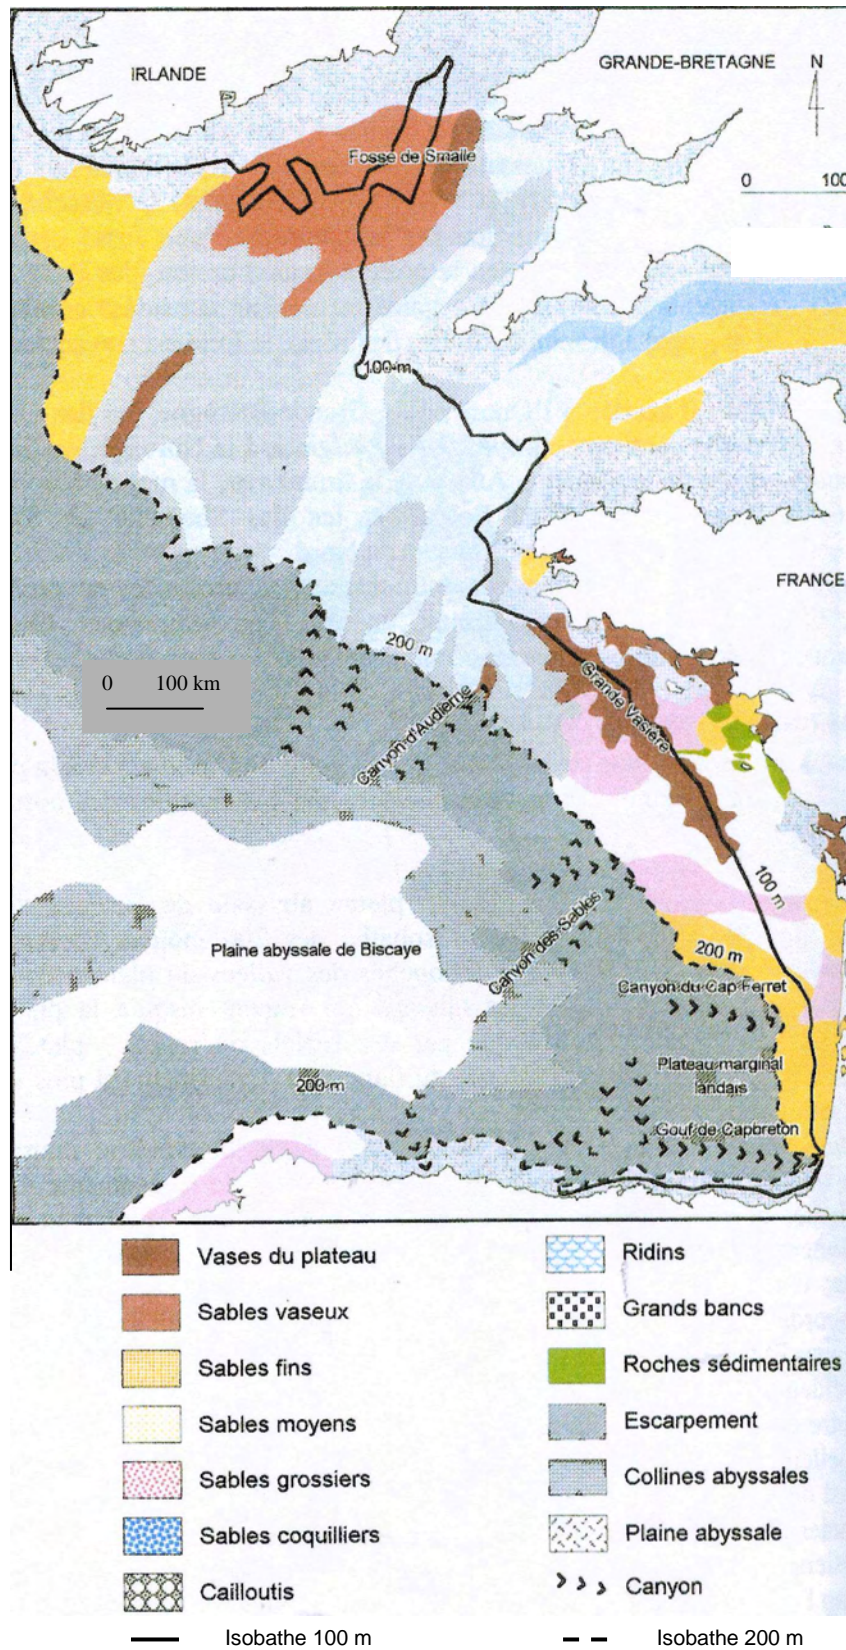 IRLANDE
GRANDE-BRETAGNE
N
Fosse de Smalle
0 100
100 m
FRANCE
200 m
0 100 km
Canyon d'Audierne
Grande Vasière
100 m
Canyon des Sables
Plaine abyssale de Biscaye
200 m
Canyon du Cap Ferret
Plateau marginal
landais
200 m
Gouf de Capbreton
Vases du plateau
Sables vaseux
Sables fins
Sables moyens
Sables grossiers
Sables coquilliers
Cailloutis
Ridins
Grands bancs
Roches sédimentaires
Escarpement
Collines abyssales
Plaine abyssale
Canyon
Isobathe 100 m
Isobathe 200 m